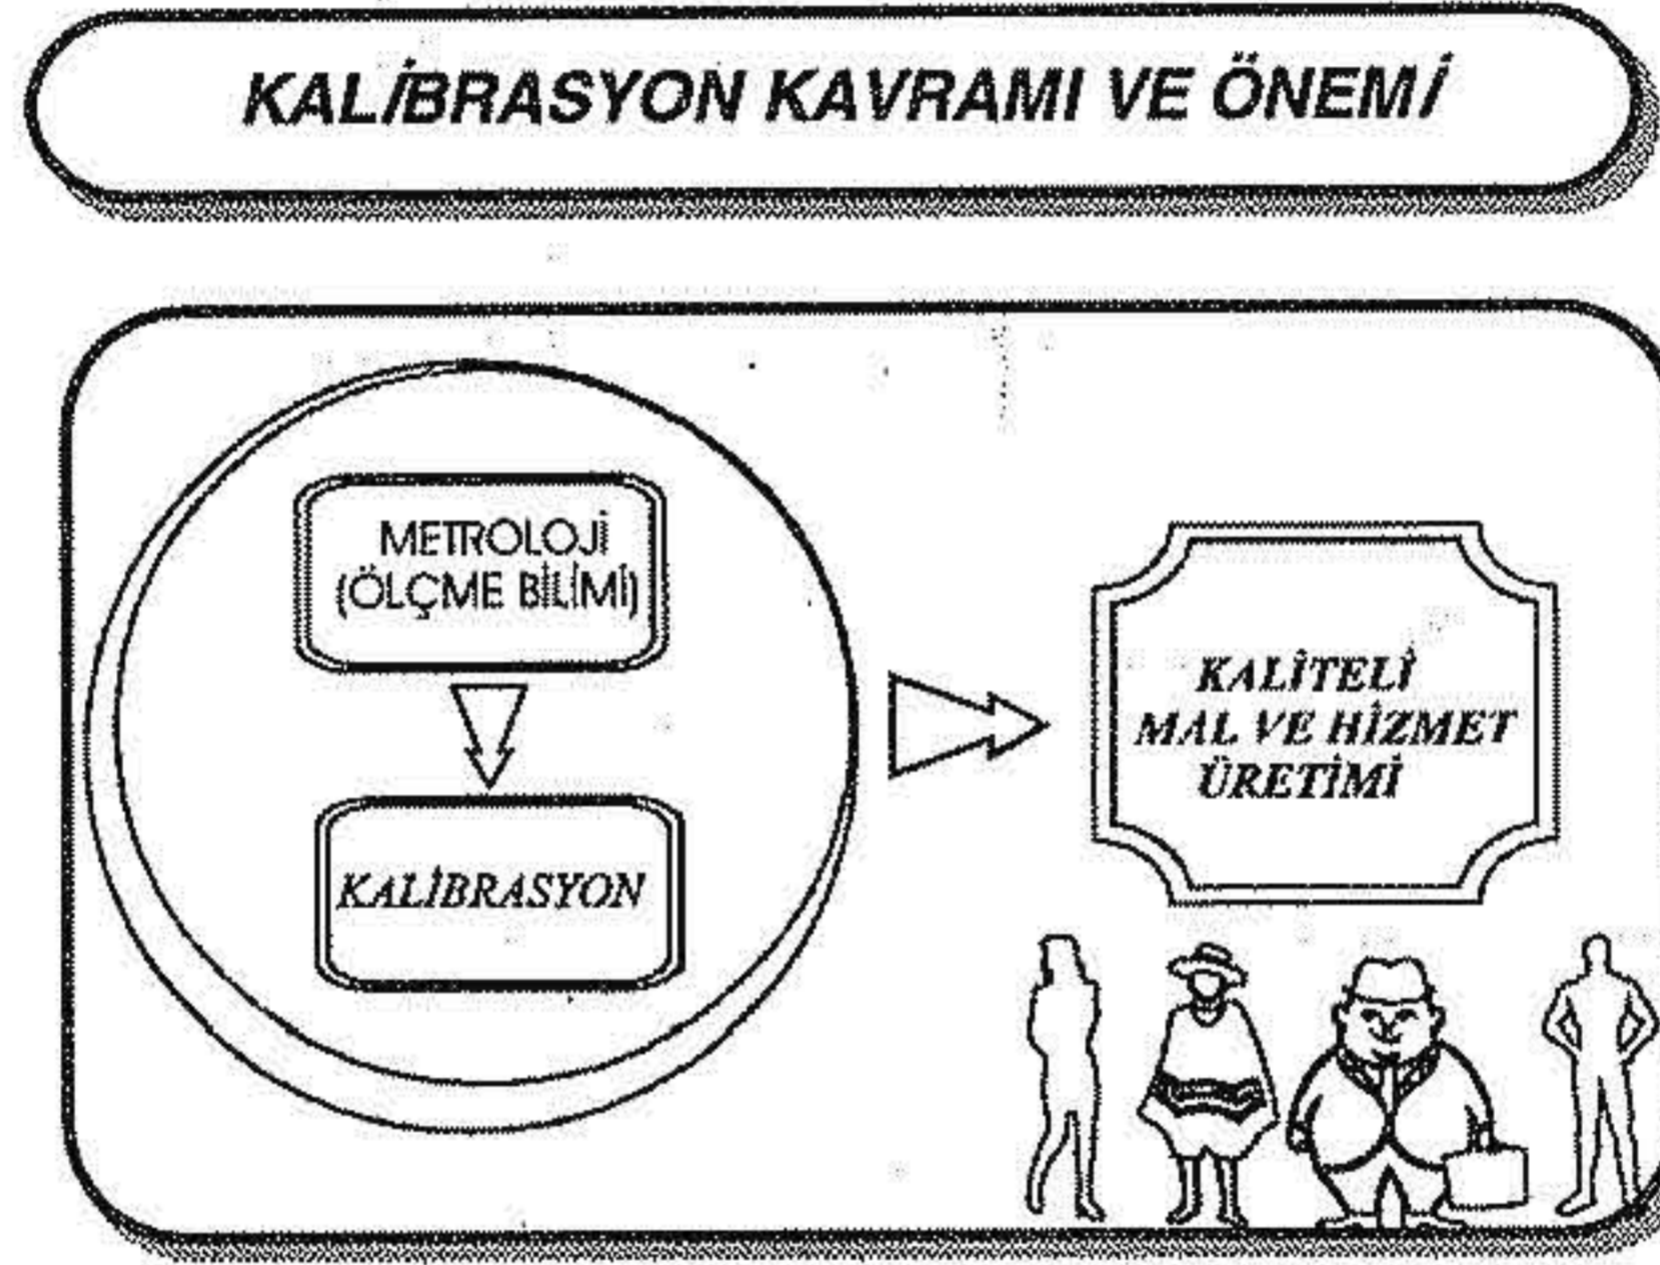 KALİBRASYON KAVRAMI VE ÖNEMİ
METROLOJİ
(ÖLÇME BİLİMİ)
KALİBRASYON
KALİTELİ
MAL VE HİZMET
ÜRETİMİ